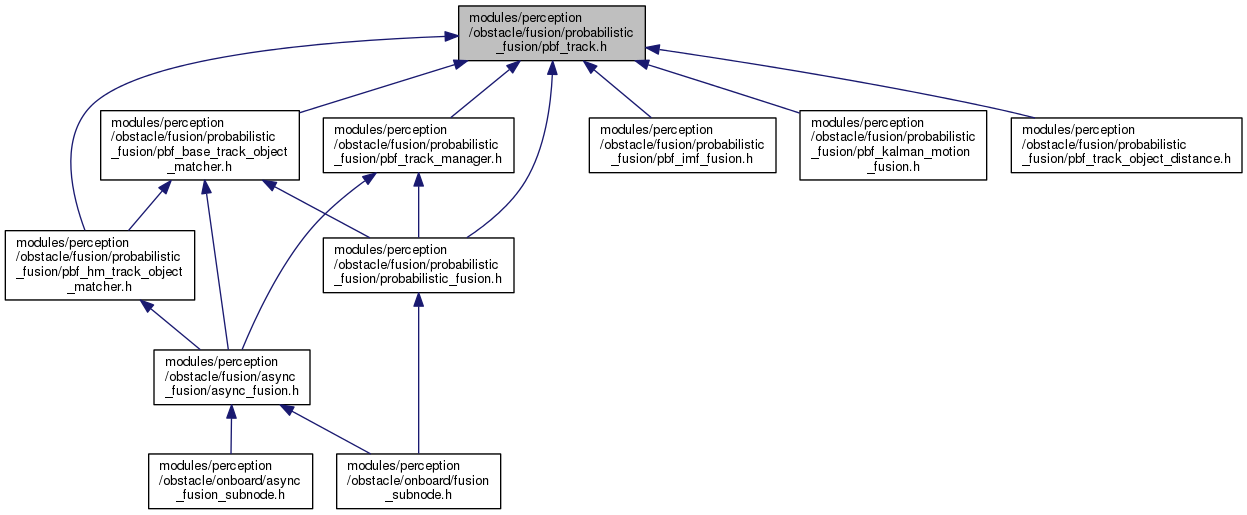 modules/perception
/obstacle/fusion/probabilistic
_fusion/pbf_track.h
modules/perception
/obstacle/fusion/probabilistic
_fusion/pbf_base_track_object
_matcher.h
modules/perception
/obstacle/fusion/probabilistic
_fusion/pbf_track_manager.h
modules/perception
/obstacle/fusion/probabilistic
_fusion/pbf_imf_fusion.h
modules/perception
/obstacle/fusion/probabilistic
_fusion/pbf_kalman_motion
_fusion.h
modules/perception
/obstacle/fusion/probabilistic
_fusion/pbf_track_object_distance.h
modules/perception
/obstacle/fusion/probabilistic
_fusion/pbf_hm_track_object
_matcher.h
modules/perception
/obstacle/fusion/probabilistic
_fusion/probabilistic_fusion.h
modules/perception
/obstacle/fusion/async
_fusion/async_fusion.h
modules/perception
/obstacle/onboard/async
_fusion_subnode.h
modules/perception
/obstacle/onboard/fusion
_subnode.h